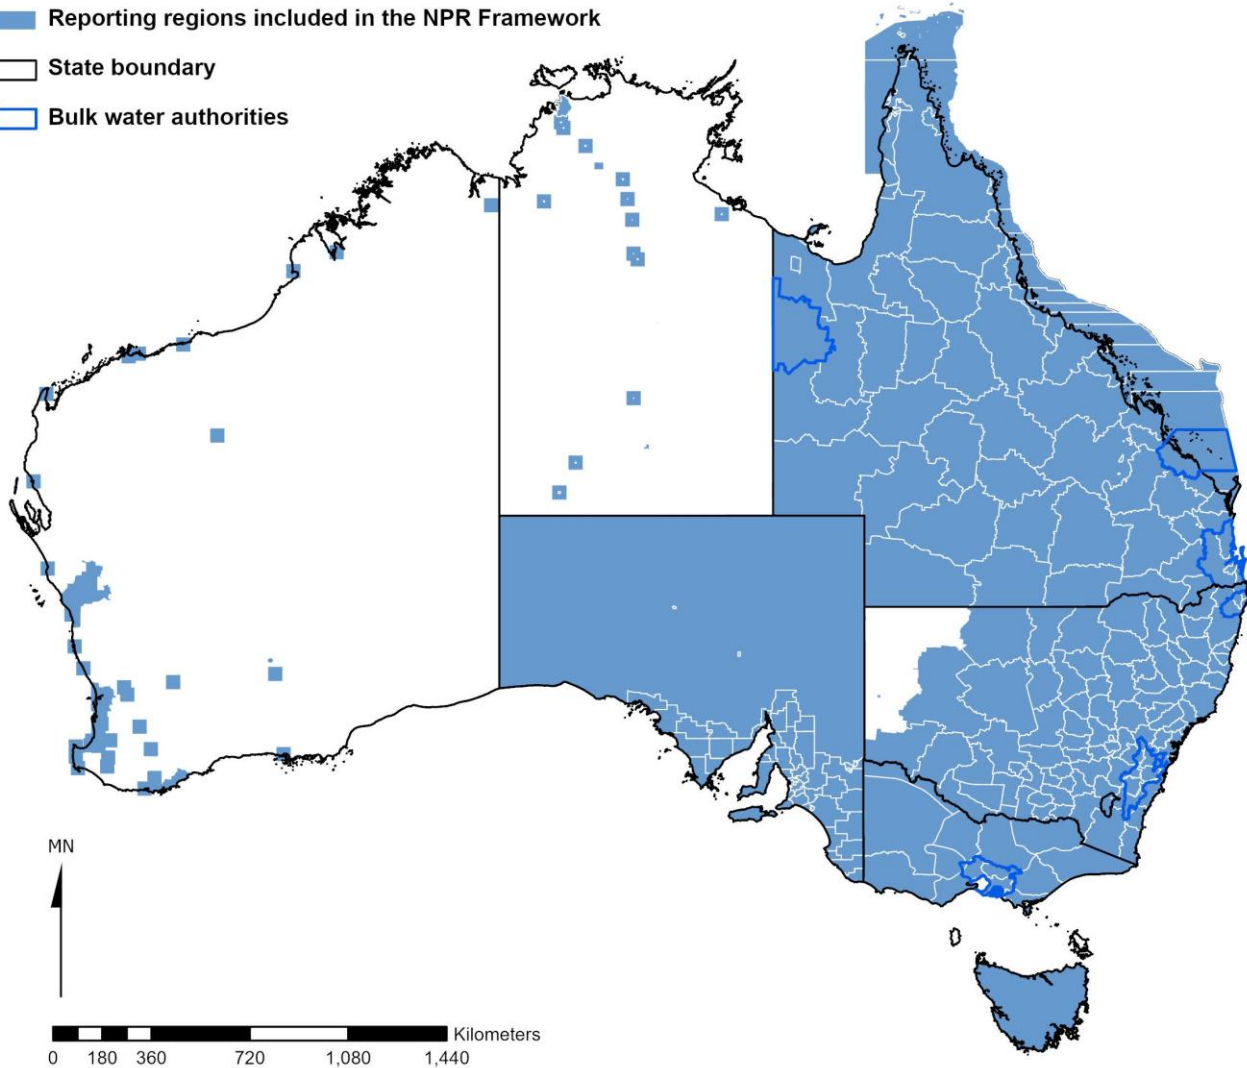 Reporting regions included in the NPR Framework
State boundary
Bulk water authorities
MN
Kilometers
0 180 360 720 1,080 1,440